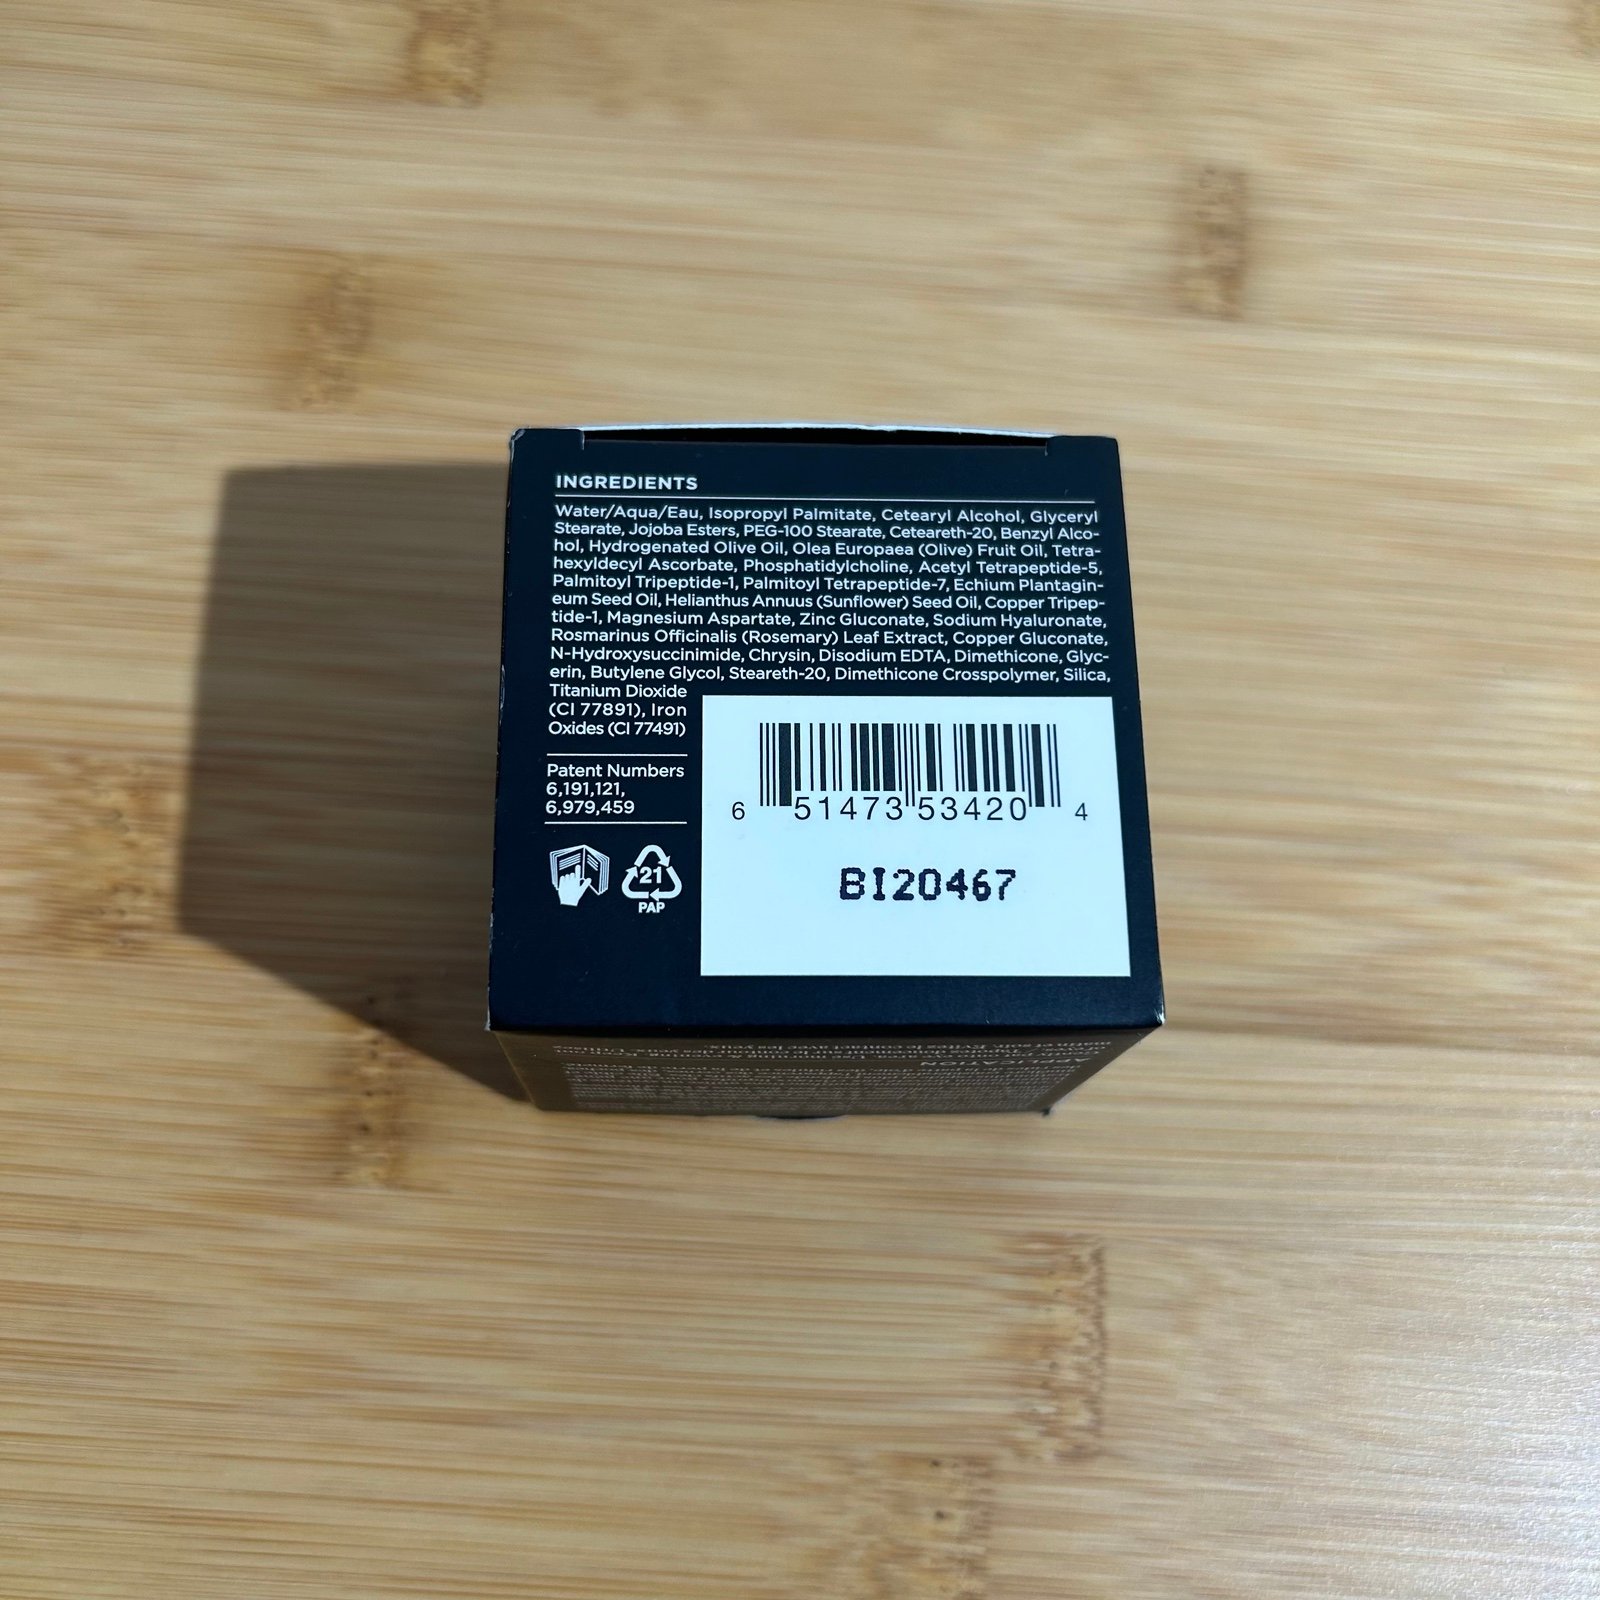 INGREDIENTS
Water/Aqua/Eau, Isopropyl Palmitate, Cetearyl Alcohol, Glyceryl
Stearate, Jojoba Esters, PEG-100 Stearate, Ceteareth-20, Benzyl Alco-
hol, Hydrogenated Olive Oil, Olea Europaea (Olive) Fruit Oil, Tetra-
hexyldecyl Ascorbate, Phosphatidylcholine, Acetyl Tetrapeptide-5,
Palmitoyl Tripeptide-1, Palmitoyl Tetrapeptide-7, Echium Plantagin-
eum Seed Oil, Helianthus Annuus (Sunflower) Seed Oil, Copper Tripep-
tide-1, Magnesium Aspartate, Zinc Gluconate, Sodium Hyaluronate,
Rosmarinus Officinalis (Rosemary) Leaf Extract, Copper Gluconate,
N-Hydroxysuccinimide, Chrysin, Disodium EDTA, Dimethicone, Glyc-
erin, Butylene Glycol, Steareth-20, Dimethicone Crosspolymer, Silica,
Titanium Dioxide
(CI 77891), Iron
Oxides (CI 77491)
Patent Numbers
6,191,121,
6,979,459
21
PAP
6 51473 53420 4
BI20467